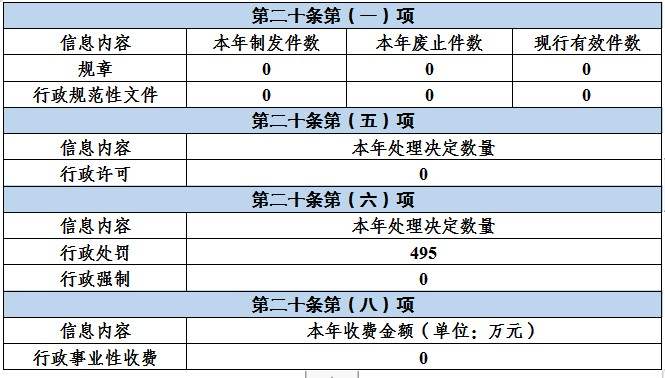 第二十条第（一）项
信息内容 本年制发件数 本年废止件数 现行有效件数
规章 0 0 0
行政规范性文件 0 0 0
第二十条第（五）项
信息内容 本年处理决定数量
行政许可 0
第二十条第（六）项
信息内容 本年处理决定数量
行政处罚 495
行政强制 0
第二十条第（八）项
信息内容 本年收费金额（单位：万元）
行政事业性收费 0